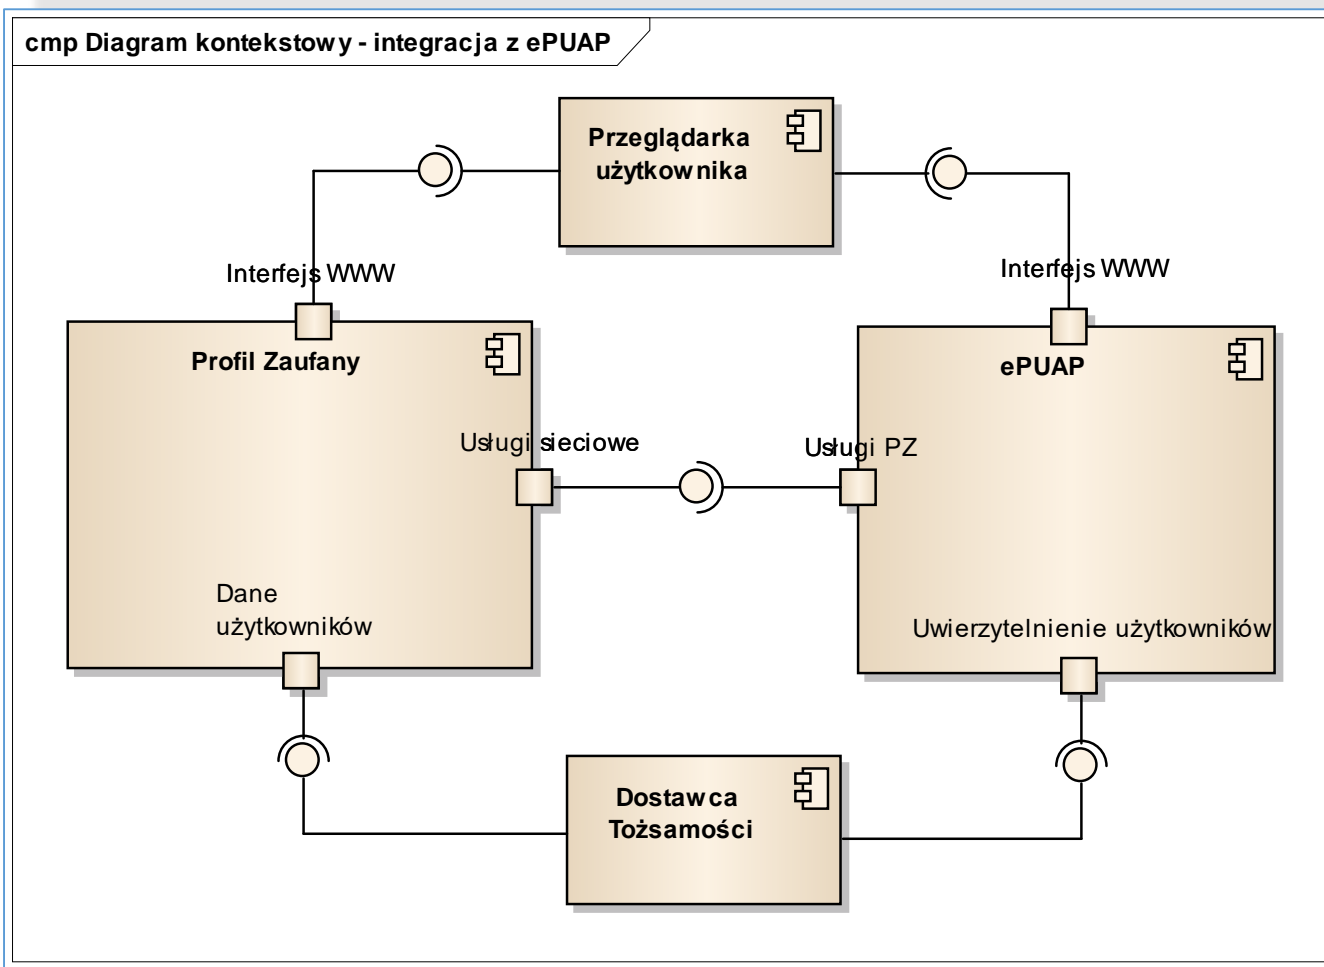 cmp Diagram kontekstowy - integracja z ePUAP
Przeglądarka
użytkownika
Interfejs WWW
Interfejs WWW
Profil Zaufany
ePUAP
Usługi sieciowe
Usługi PZ
Dane
użytkowników
Uwierzytelnienie użytkowników
Dostawca
Tożsamości